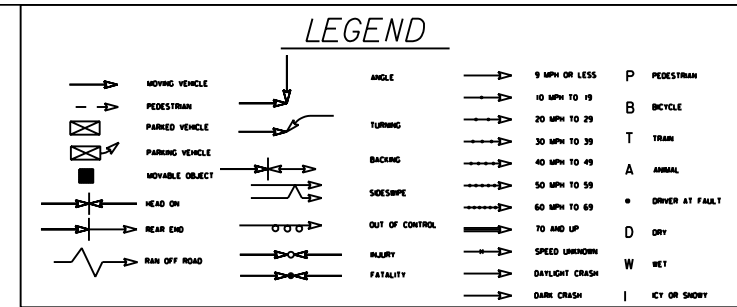 LEGEND
MOVING VEHICLE
PEDESTRIAN
PARKED VEHICLE
PARKING VEHICLE
MOVABLE OBJECT
HEAD ON
REAR END
RAN OFF ROAD
ANGLE
TURNING
BACKING
SIDESWIPE
OUT OF CONTROL
INJURY
FATALITY
9 MPH OR LESS
10 MPH TO 19
20 MPH TO 29
30 MPH TO 39
40 MPH TO 49
50 MPH TO 59
60 MPH TO 69
70 AND UP
SPEED UNKNOWN
DAYLIGHT CRASH
DARK CRASH
P PEDESTRIAN
B BICYCLE
T TRAIN
A ANIMAL
DRIVER AT FAULT
D DRY
W WET
I ICY OR SNOWY